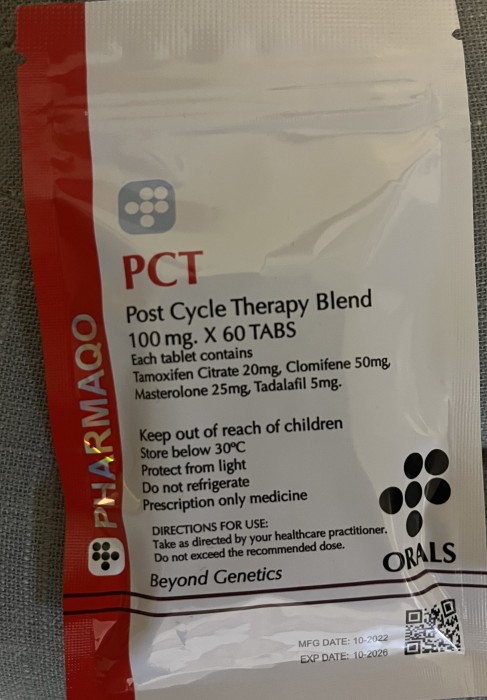 PCT
Post Cycle Therapy Blend
100 mg. X 60 TABS
Each tablet contains
Tamoxifen Citrate 20mg, Clomifene 50mg,
Masterolone 25mg, Tadalafil 5mg.
Keep out of reach of children
Store below 30ºC
Protect from light
Do not refrigerate
Prescription only medicine
DIRECTIONS FOR USE:
Take as directed by your healthcare practitioner.
Do not exceed the recommended dose.
Beyond Genetics
ORALS
PHARMAQO
MFG DATE: 10-2022
EXP DATE: 10-2026